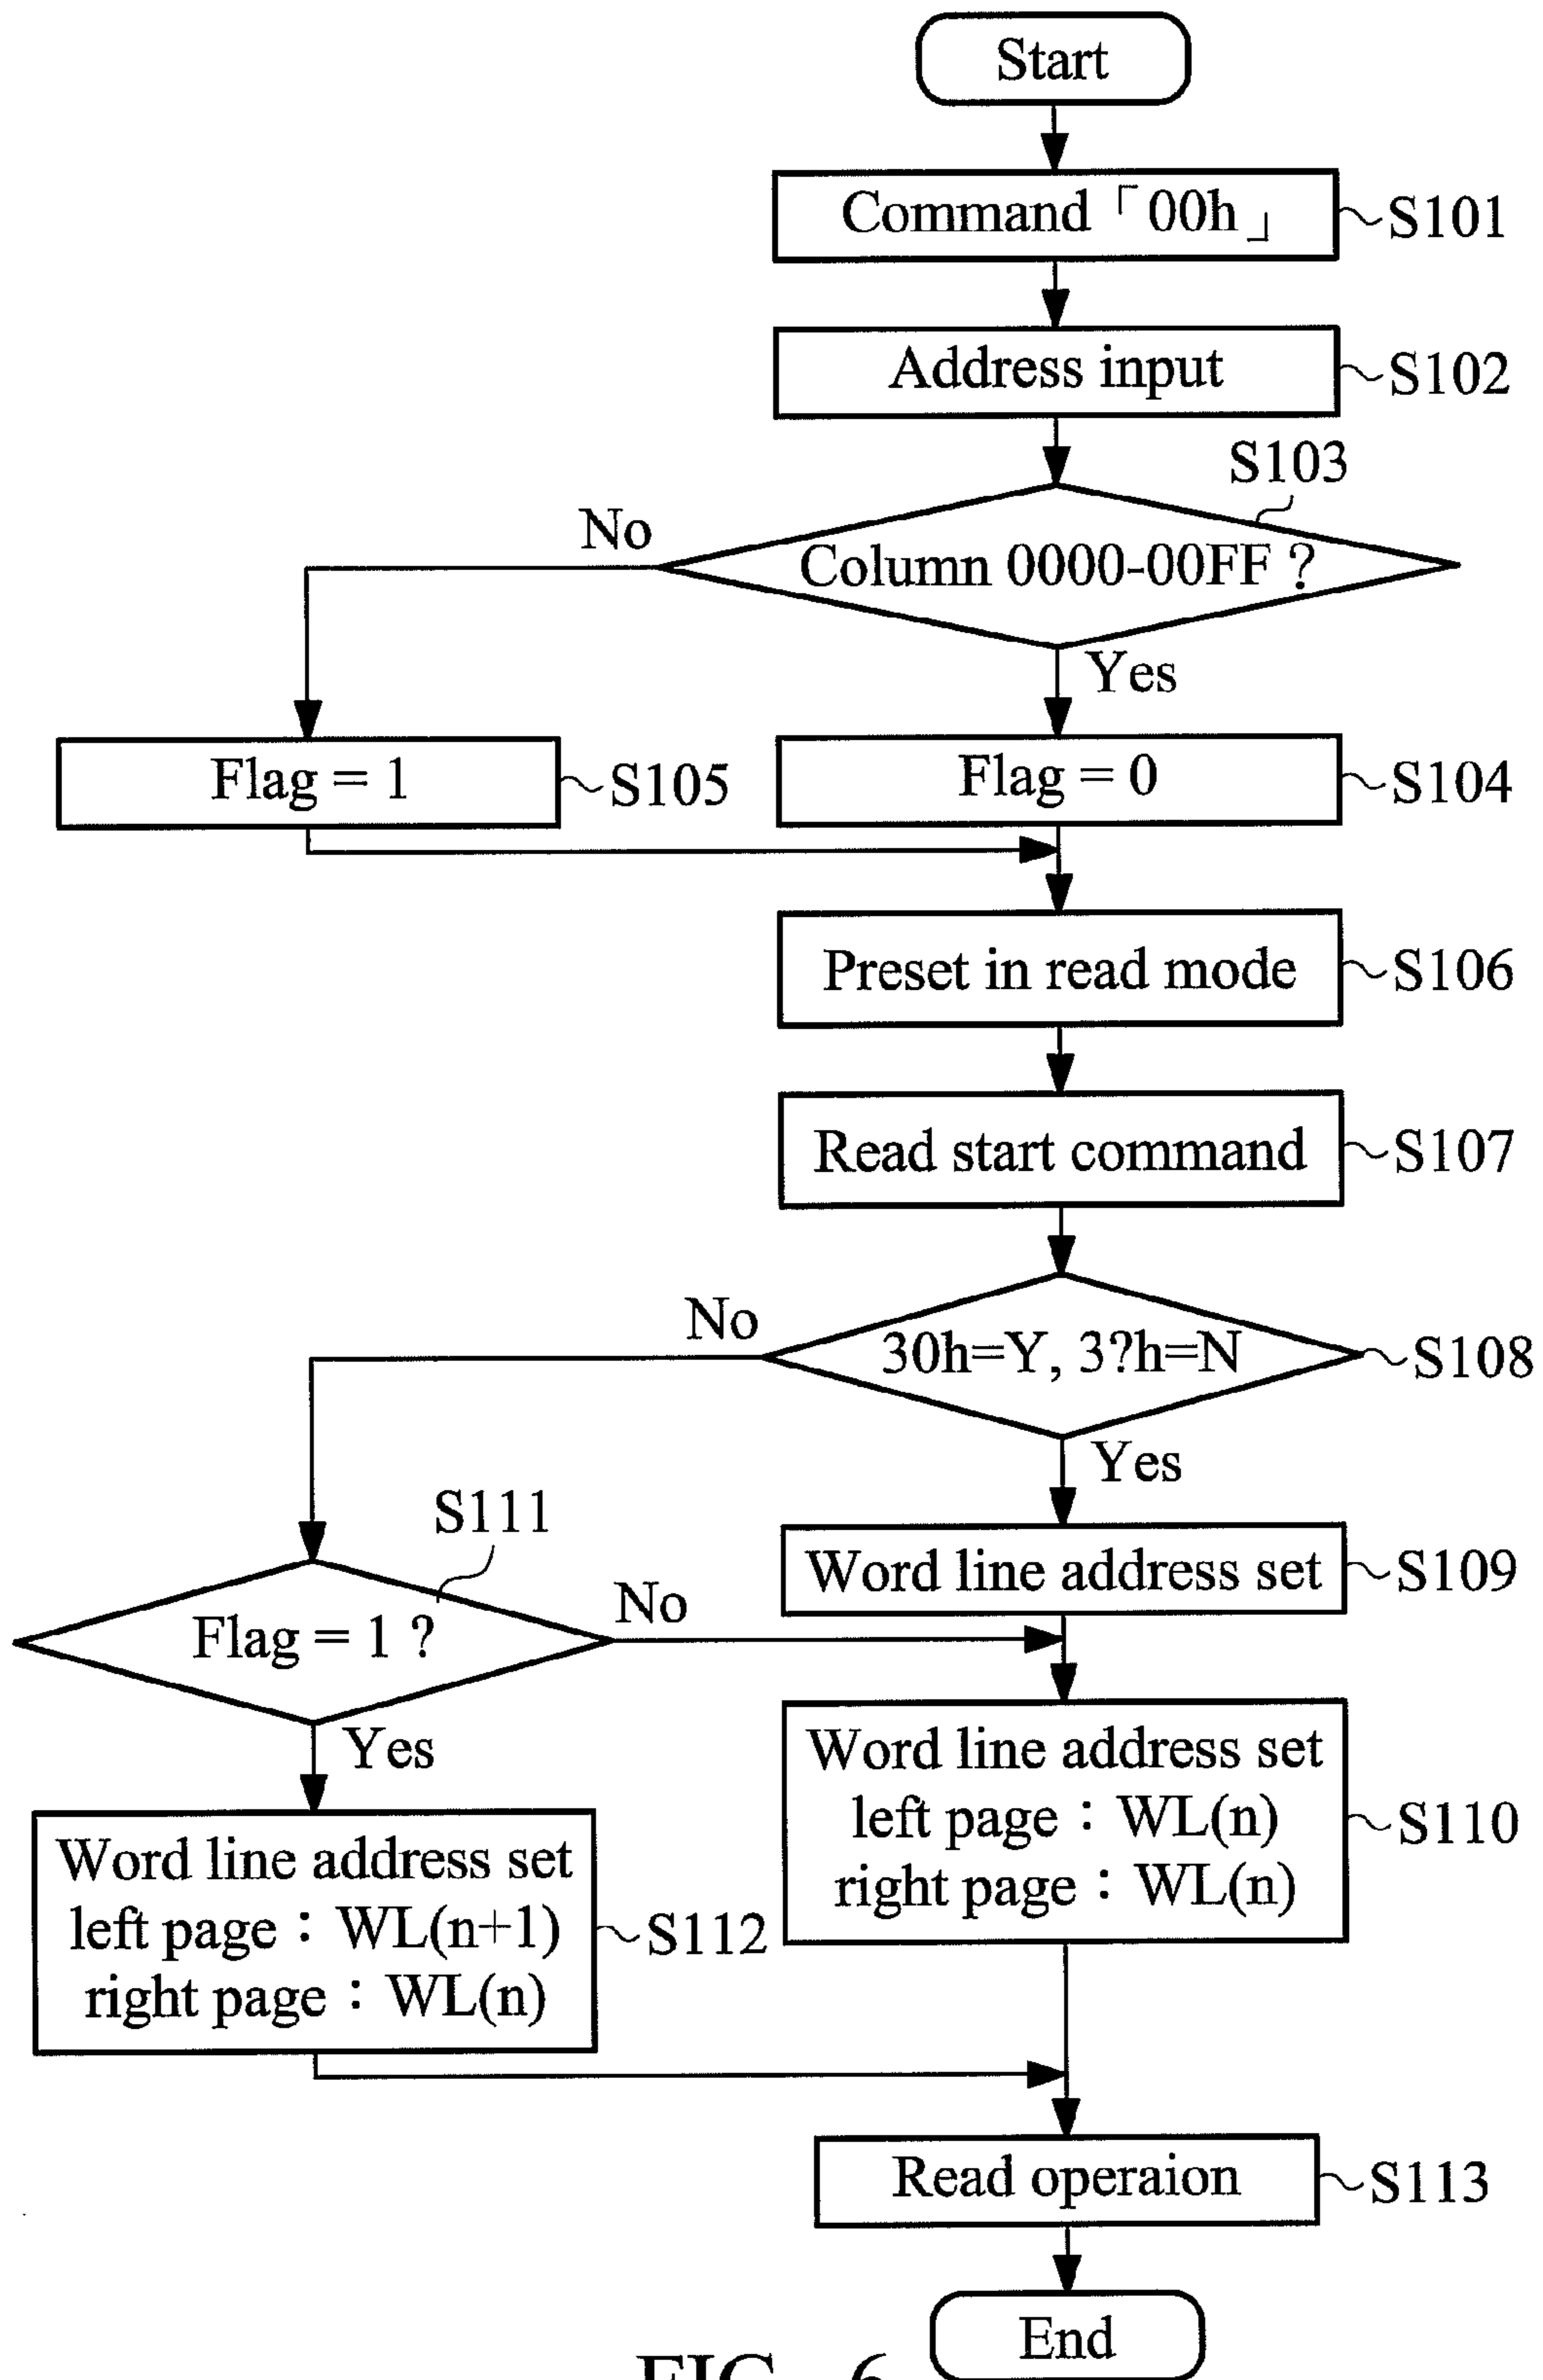 Start
Command「00h」
S101
Address input
S102
S103
No
Column 0000-00FF ?
Yes
Flag = 1
S105
Flag = 0
S104
Preset in read mode
S106
Read start command
S107
No
30h=Y, 3?h=N
S108
Yes
S111
Word line address set
S109
Flag = 1 ?
No
Yes
Word line address set
left page : WL(n)
right page : WL(n)
S110
Word line address set
left page : WL(n+1)
right page : WL(n)
S112
Read operaion
S113
End
FIG. 6